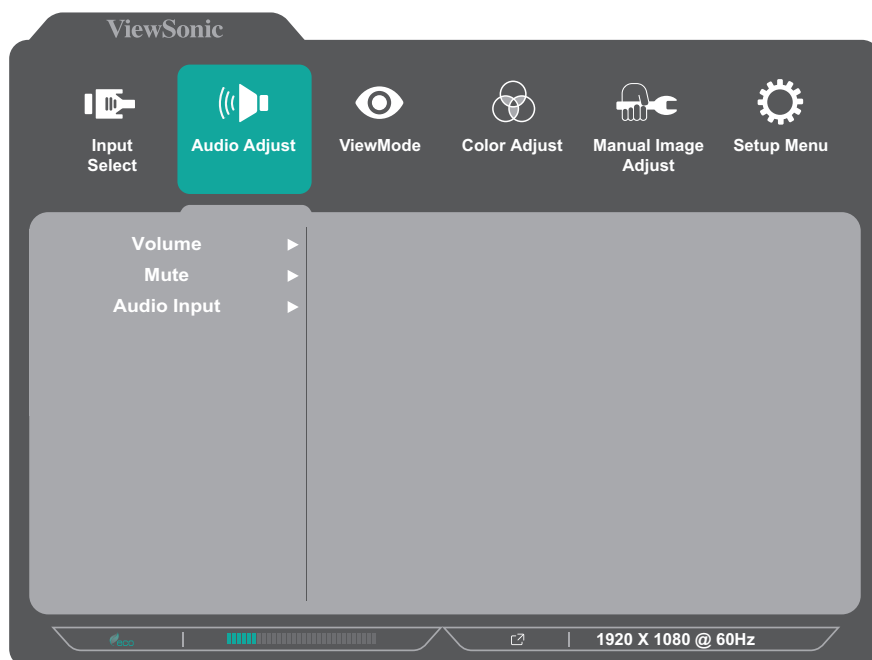 ViewSonic
Input
Select
Audio Adjust
ViewMode
Color Adjust
Manual Image
Adjust
Setup Menu
Volume
Mute
Audio Input
eco
1920 X 1080 @ 60Hz